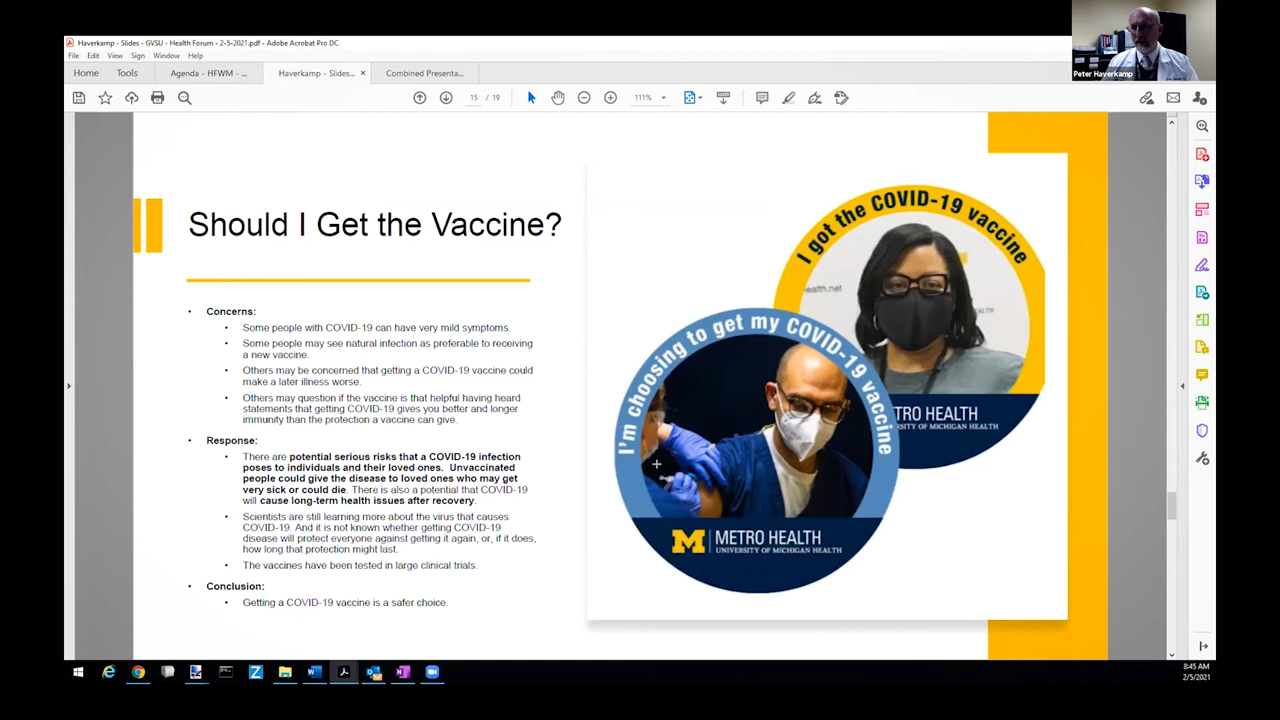 Haverkamp - Slides - GVSU - Health Forum - 2-5-2021.pdf - Adobe Acrobat Pro DC
File Edit View Sign Window Help
Home Tools Agenda - HFWM - ... Haverkamp - Slides... × Combined Presenta...
15 / 19 111%
Peter Haverkamp
Should I Get the Vaccine?
• Concerns:
• Some people with COVID-19 can have very mild symptoms.
• Some people may see natural infection as preferable to receiving
a new vaccine.
• Others may be concerned that getting a COVID-19 vaccine could
make a later illness worse.
• Others may question if the vaccine is that helpful having heard
statements that getting COVID-19 gives you better and longer
immunity than the protection a vaccine can give.
• Response:
• There are potential serious risks that a COVID-19 infection
poses to individuals and their loved ones. Unvaccinated
people could give the disease to loved ones who may get
very sick or could die. There is also a potential that COVID-19
will cause long-term health issues after recovery.
• Scientists are still learning more about the virus that causes
COVID-19. And it is not known whether getting COVID-19
disease will protect everyone against getting it again, or, if it does,
how long that protection might last.
• The vaccines have been tested in large clinical trials.
• Conclusion:
• Getting a COVID-19 vaccine is a safer choice.
I got the COVID-19 vaccine
health.net
TRO HEALTH
UNIVERSITY OF MICHIGAN HEALTH
I'm choosing to get my COVID-19 vaccine
M METRO HEALTH
UNIVERSITY OF MICHIGAN HEALTH
8:45 AM
2/5/2021